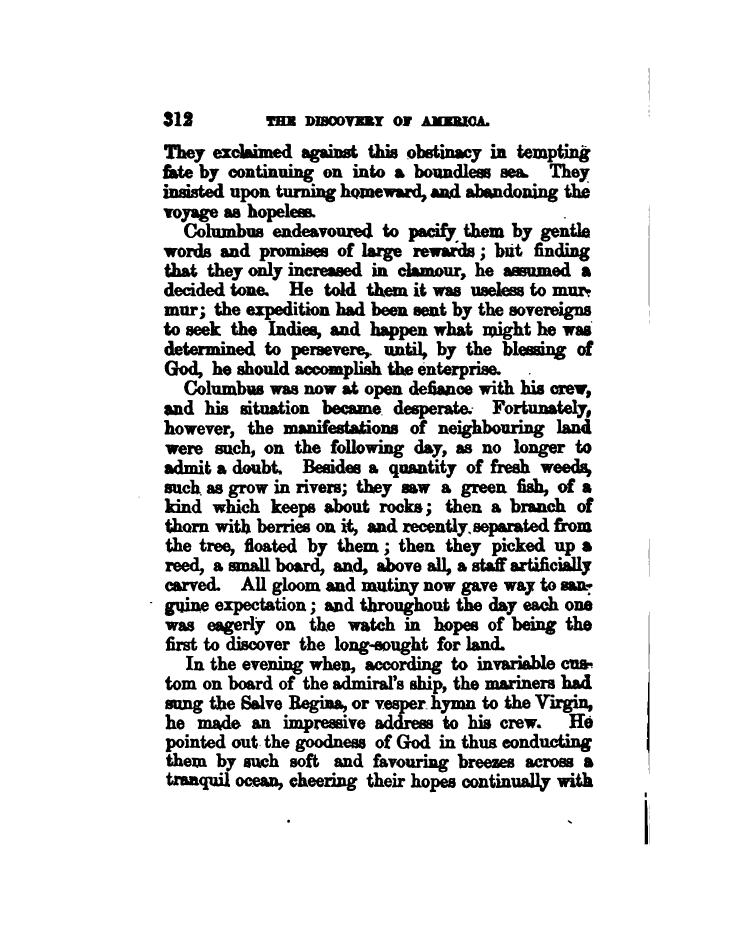 312 THE DISCOVERY OF AMERICA.
They exclaimed against this obstinacy in tempting
fate by continuing on into a boundless sea. They
insisted upon turning homeward, and abandoning the
voyage as hopeless.
Columbus endeavoured to pacify them by gentle
words and promises of large rewards; but finding
that they only increased in clamour, he assumed a
decided tone. He told them it was useless to mur-
mur; the expedition had been sent by the sovereigns
to seek the Indies, and happen what might he was
determined to persevere, until, by the blessing of
God, he should accomplish the enterprise.
Columbus was now at open defiance with his crew,
and his situation became desperate. Fortunately,
however, the manifestations of neighbouring land
were such, on the following day, as no longer to
admit a doubt. Besides a quantity of fresh weeds,
such as grow in rivers; they saw a green fish, of a
kind which keeps about rocks; then a branch of
thorn with berries on it, and recently separated from
the tree, floated by them; then they picked up a
reed, a small board, and, above all, a staff artificially
carved. All gloom and mutiny now gave way to san-
guine expectation; and throughout the day each one
was eagerly on the watch in hopes of being the
first to discover the long-sought for land.
In the evening when, according to invariable cus-
tom on board of the admiral's ship, the mariners had
sung the Salve Regina, or vesper hymn to the Virgin,
he made an impressive address to his crew. He
pointed out the goodness of God in thus conducting
them by such soft and favouring breezes across a
tranquil ocean, cheering their hopes continually with